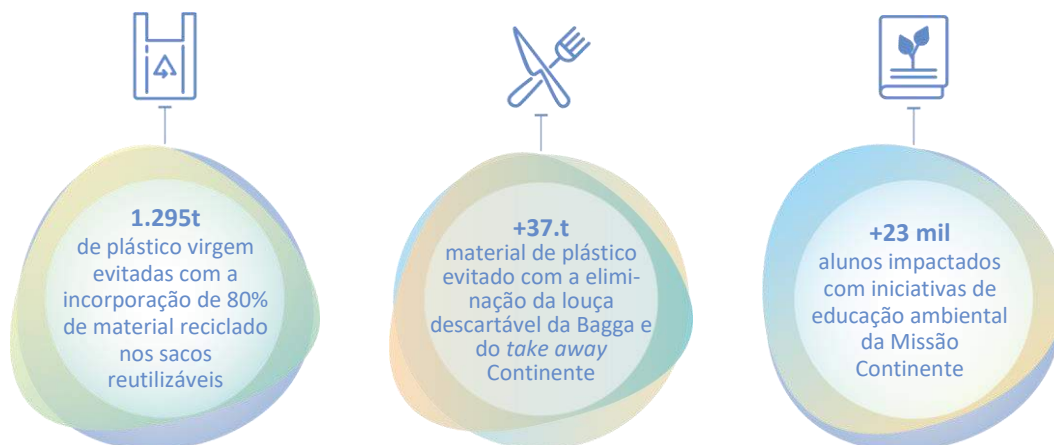 1.295t
de plástico virgem
evitadas com a
incorporação de 80%
de material reciclado
nos sacos
reutilizáveis
+37.t
material de plástico
evitado com a elimi-
nação da louça
descartável da Bagga e
do take away
Continente
+23 mil
alunos impactados
com iniciativas de
educação ambiental
da Missão
Continente